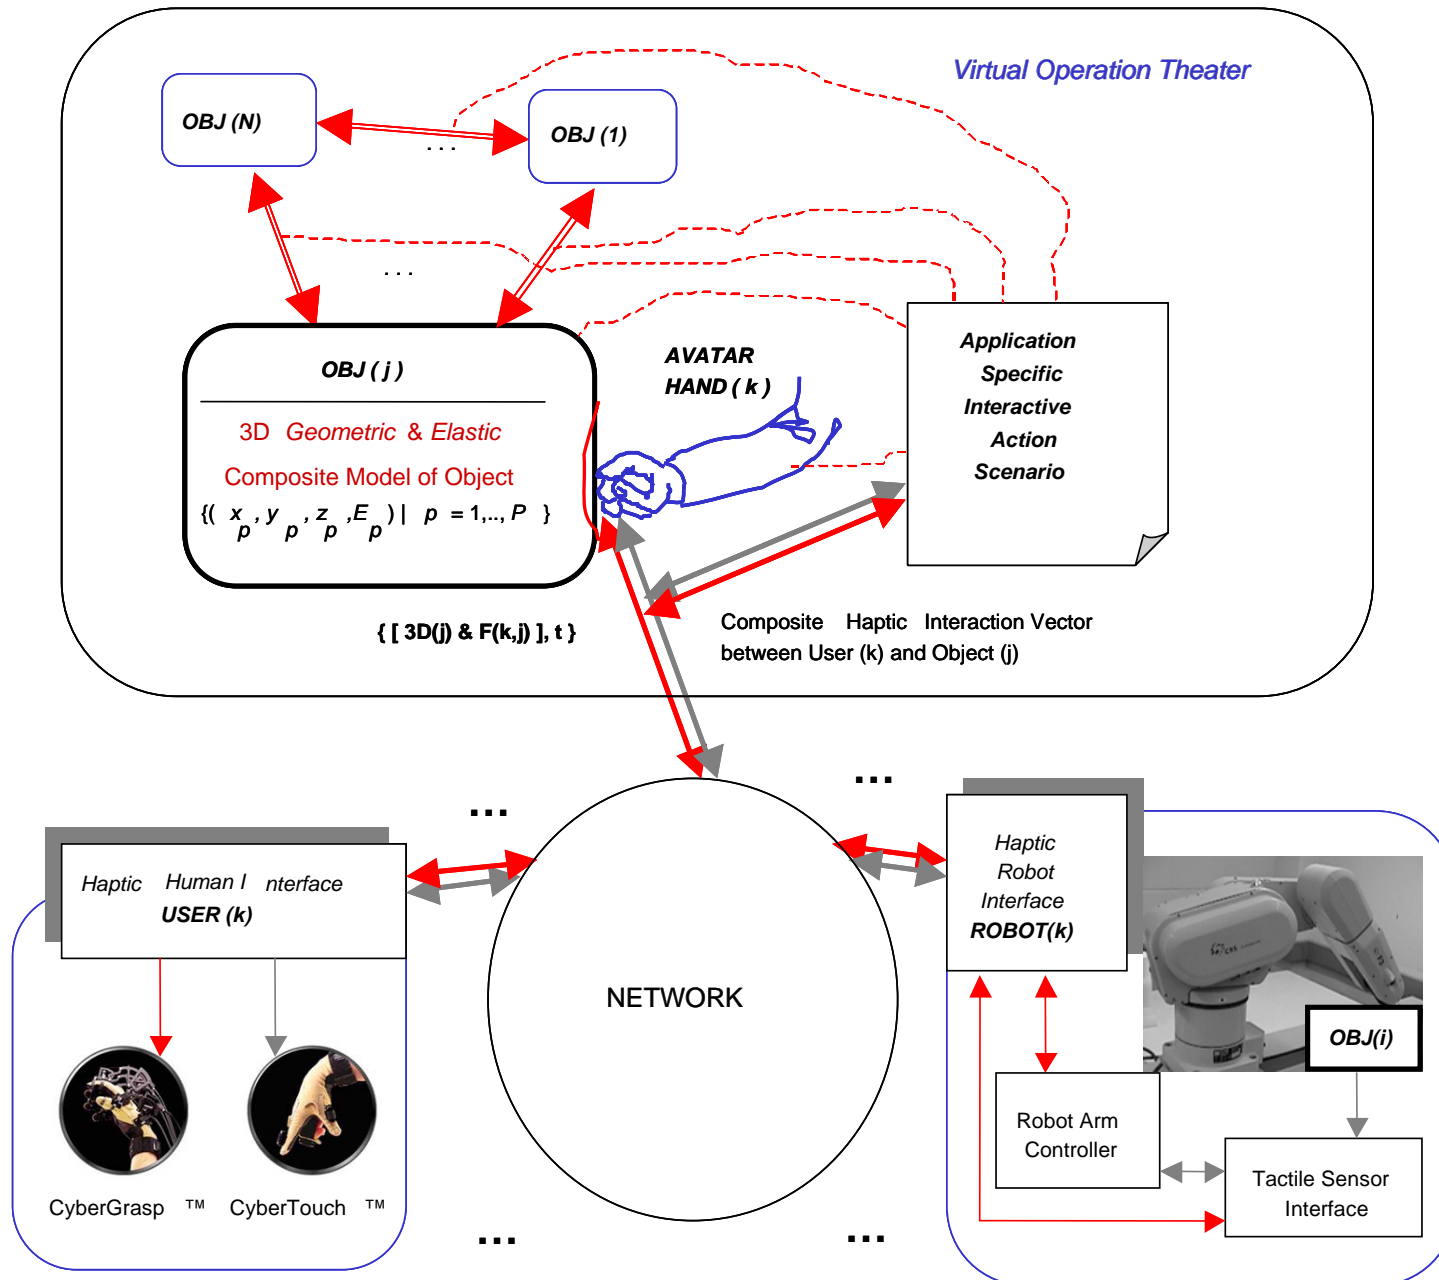 Virtual Operation Theater
OBJ (N)
OBJ (1)
. . .
. . .
OBJ ( j )
3D Geometric & Elastic
Composite Model of Object
{( x p , y p , z p , E p ) | p = 1,.., P }
AVATAR
HAND ( k )
Application
Specific
Interactive
Action
Scenario
{ [ 3D(j) & F(k,j) ], t }
Composite Haptic Interaction Vector
between User (k) and Object (j)
...
...
Haptic Human I nterface
USER (k)
Haptic
Robot
Interface
ROBOT(k)
NETWORK
CRS
OBJ(i)
Robot Arm
Controller
Tactile Sensor
Interface
CyberGrasp ™ CyberTouch ™
...
...